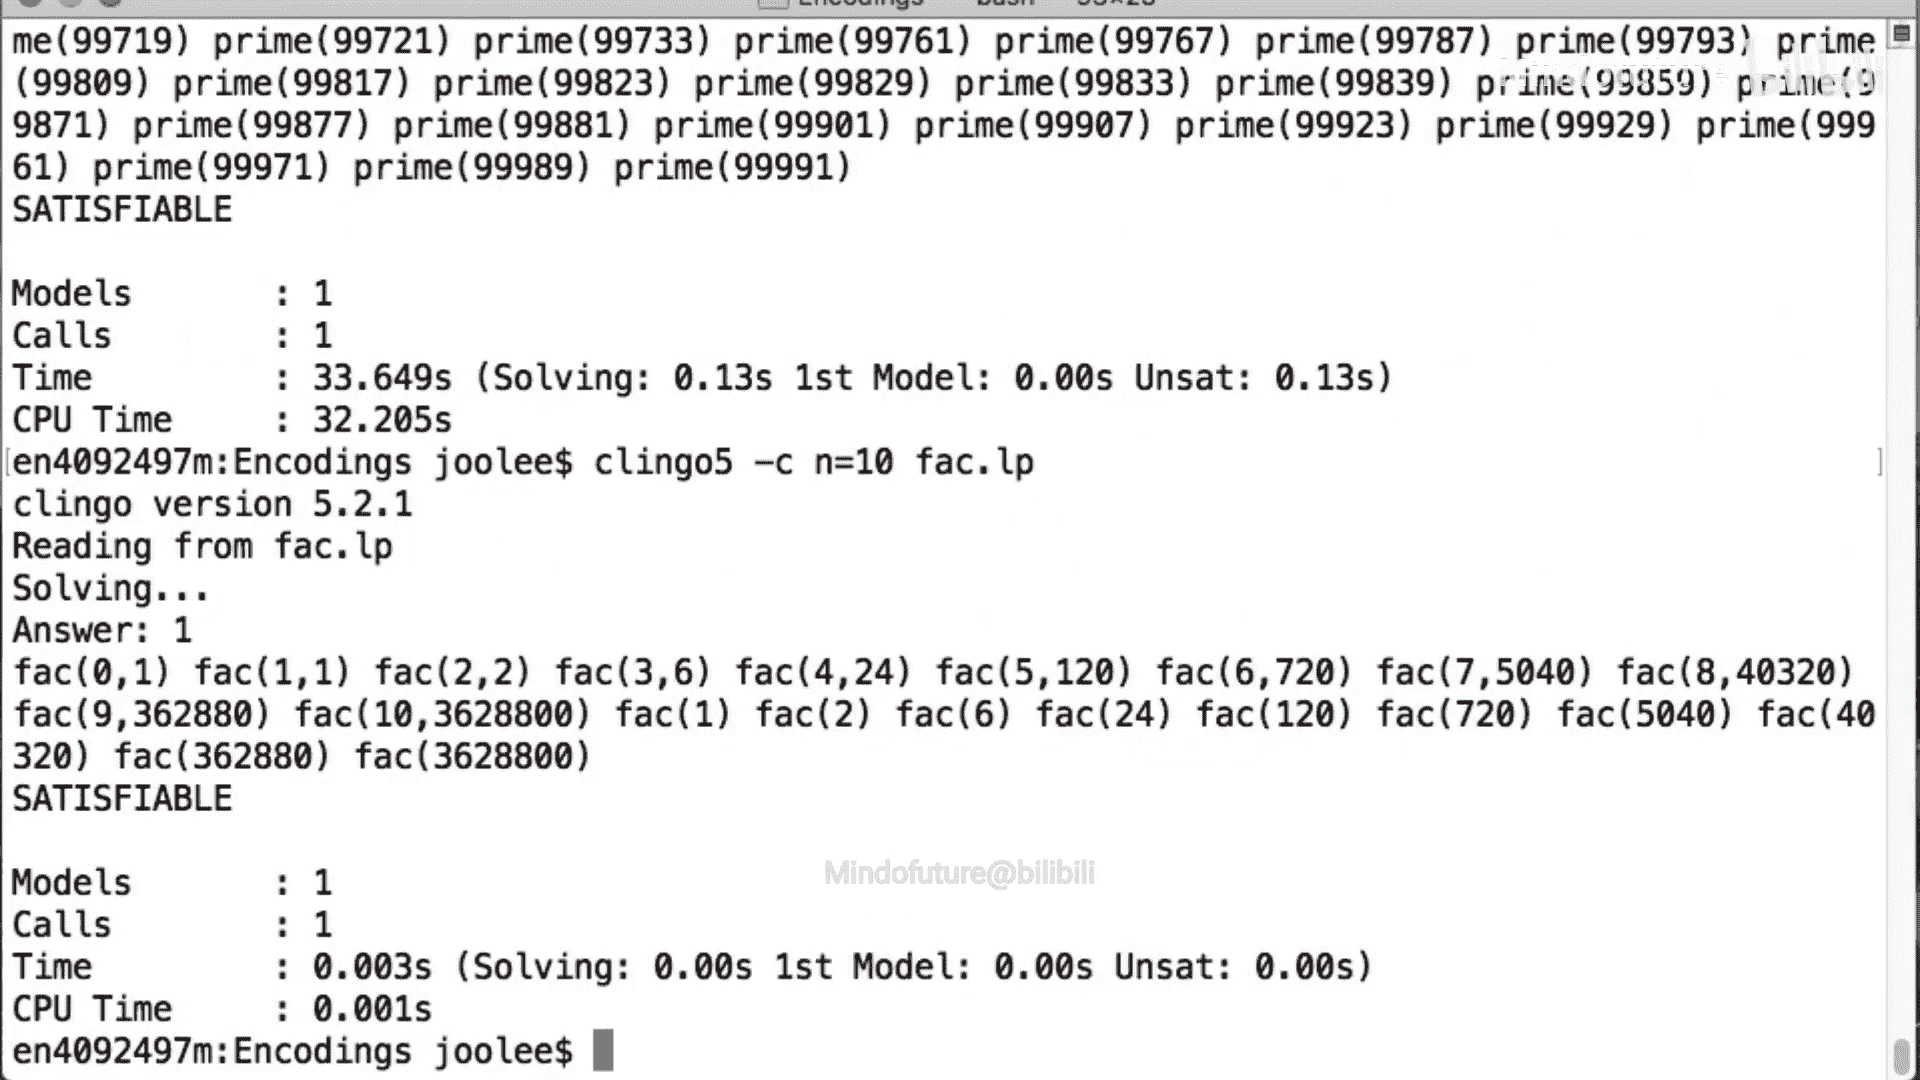 me(99719) prime(99721) prime(99733) prime(99761) prime(99767) prime(99787) prime(99793) prime
(99809) prime(99817) prime(99823) prime(99829) prime(99833) prime(99839) prime(99859) prime(9
9871) prime(99877) prime(99881) prime(99901) prime(99907) prime(99923) prime(99929) prime(999
61) prime(99971) prime(99989) prime(99991)
SATISFIABLE
Models : 1
Calls : 1
Time : 33.649s (Solving: 0.13s 1st Model: 0.00s Unsat: 0.13s)
CPU Time : 32.205s
[en4092497m:Encodings joolee$ clingo5 -c n=10 fac.lp ]
clingo version 5.2.1
Reading from fac.lp
Solving...
Answer: 1
fac(0,1) fac(1,1) fac(2,2) fac(3,6) fac(4,24) fac(5,120) fac(6,720) fac(7,5040) fac(8,40320)
fac(9,362880) fac(10,3628800) fac(1) fac(2) fac(6) fac(24) fac(120) fac(720) fac(5040) fac(40
320) fac(362880) fac(3628800)
SATISFIABLE
Mindofuture@bilibili
Models : 1
Calls : 1
Time : 0.003s (Solving: 0.00s 1st Model: 0.00s Unsat: 0.00s)
CPU Time : 0.001s
en4092497m:Encodings joolee$